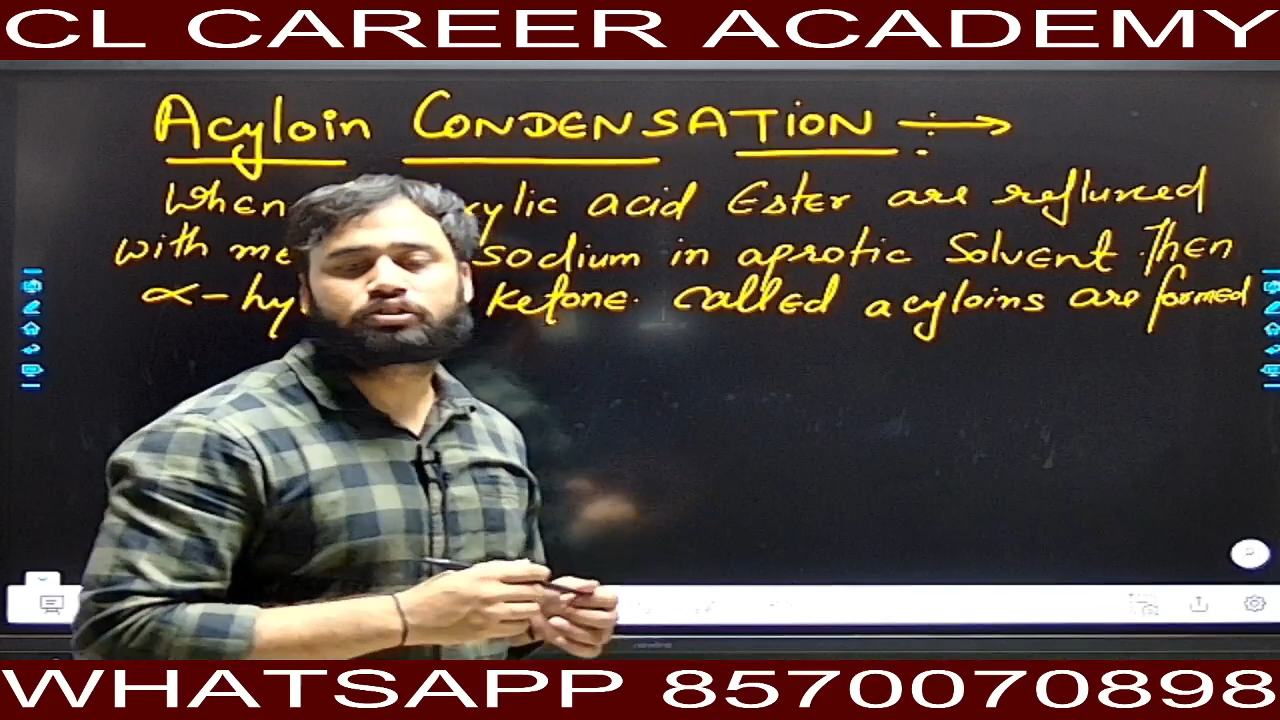 CL CAREER ACADEMY
Acyloin CONDENSATION :→
When xylic acid Ester are refluxed
with me sodium in aprotic Solvent Then
α-hy ketone. called acyloins are formed
WHATSAPP 8570070898